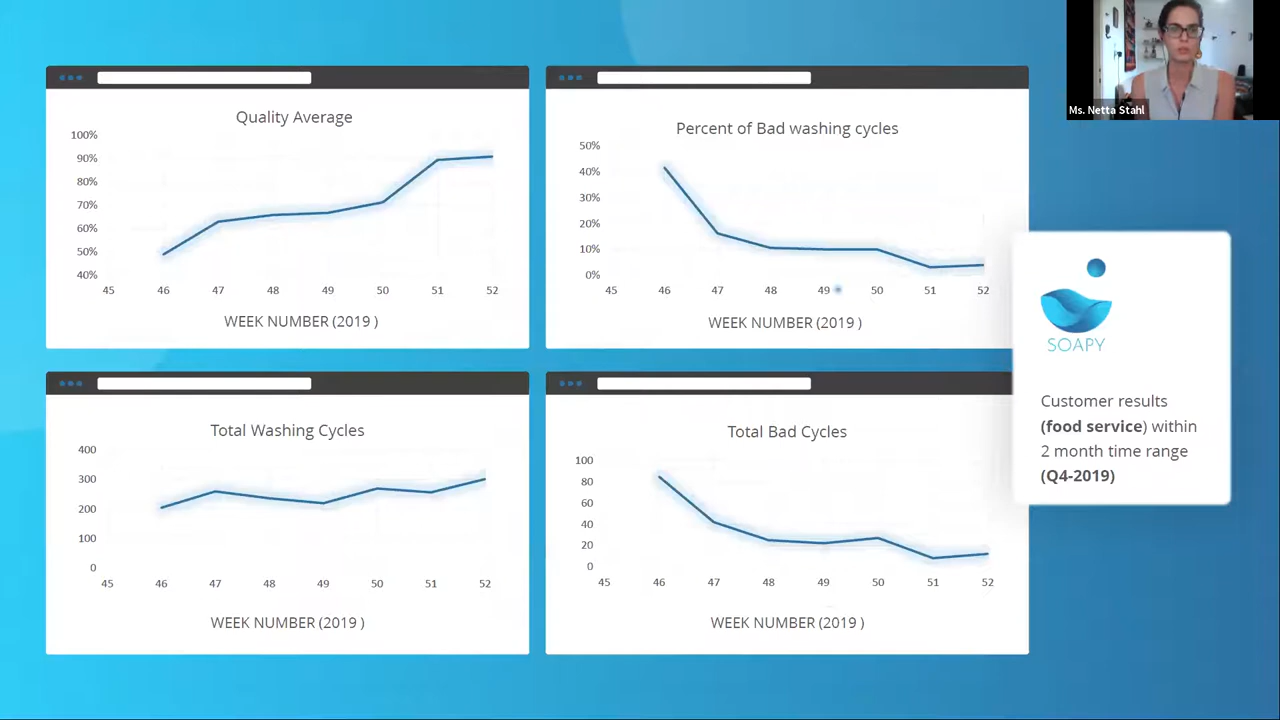 Ms. Netta Stahl
Quality Average
100%
90%
80%
70%
60%
50%
40%
45 46 47 48 49 50 51 52
WEEK NUMBER (2019 )
Percent of Bad washing cycles
50%
40%
30%
20%
10%
0%
45 46 47 48 49 50 51 52
WEEK NUMBER (2019 )
Total Washing Cycles
400
300
200
100
0
45 46 47 48 49 50 51 52
WEEK NUMBER (2019 )
Total Bad Cycles
100
80
60
40
20
0
45 46 47 48 49 50 51 52
WEEK NUMBER (2019 )
SOAPY
Customer results
(food service) within
2 month time range
(Q4-2019)